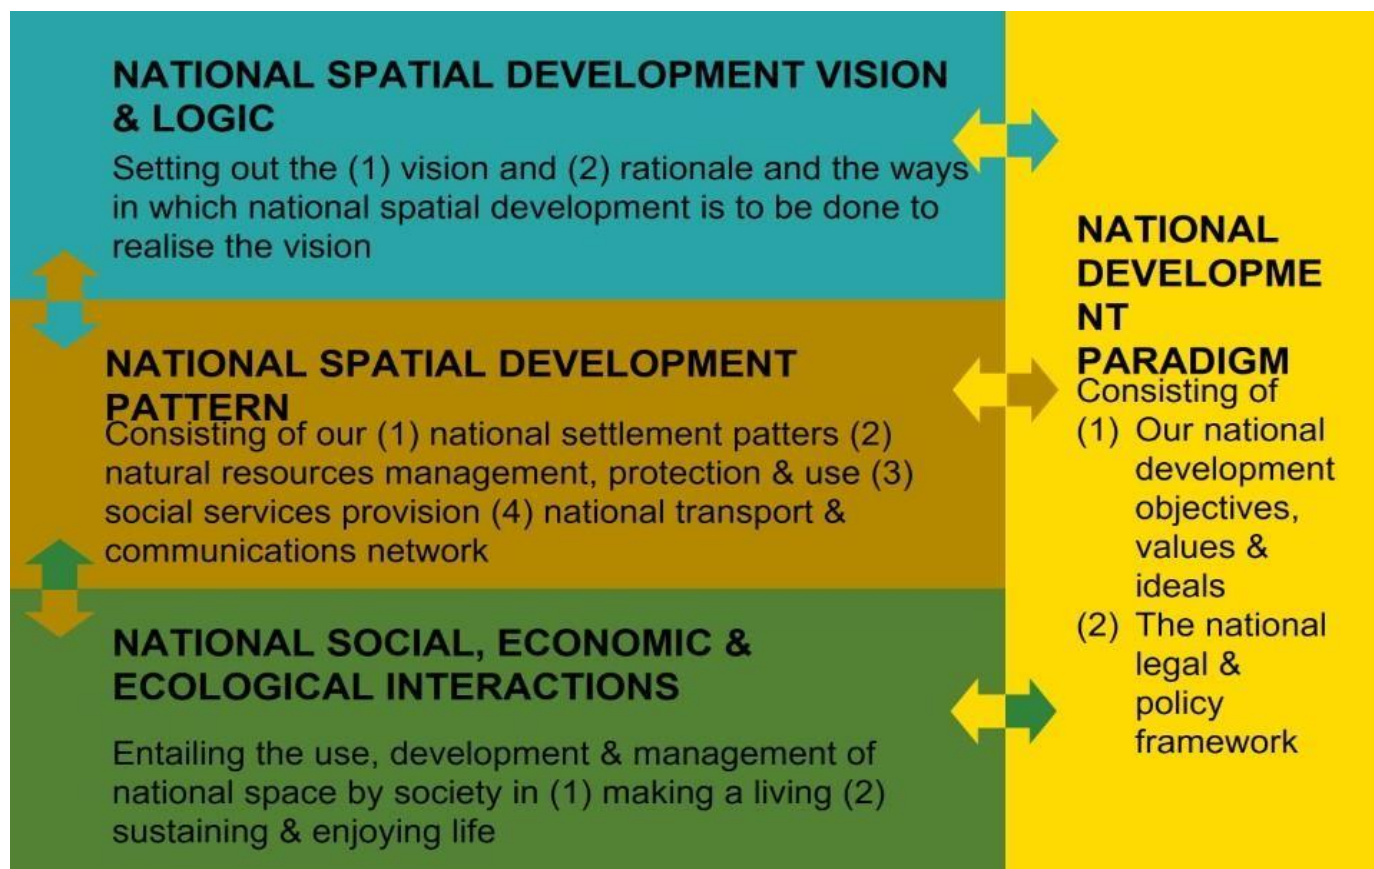 NATIONAL SPATIAL DEVELOPMENT VISION
& LOGIC
Setting out the (1) vision and (2) rationale and the ways
in which national spatial development is to be done to
realise the vision
NATIONAL SPATIAL DEVELOPMENT
PATTERN
Consisting of our (1) national settlement patters (2)
natural resources management, protection & use (3)
social services provision (4) national transport &
communications network
NATIONAL SOCIAL, ECONOMIC &
ECOLOGICAL INTERACTIONS
Entailing the use, development & management of
national space by society in (1) making a living (2)
sustaining & enjoying life
NATIONAL
DEVELOPME
NT
PARADIGM
Consisting of
(1) Our national
development
objectives,
values &
ideals
(2) The national
legal &
policy
framework